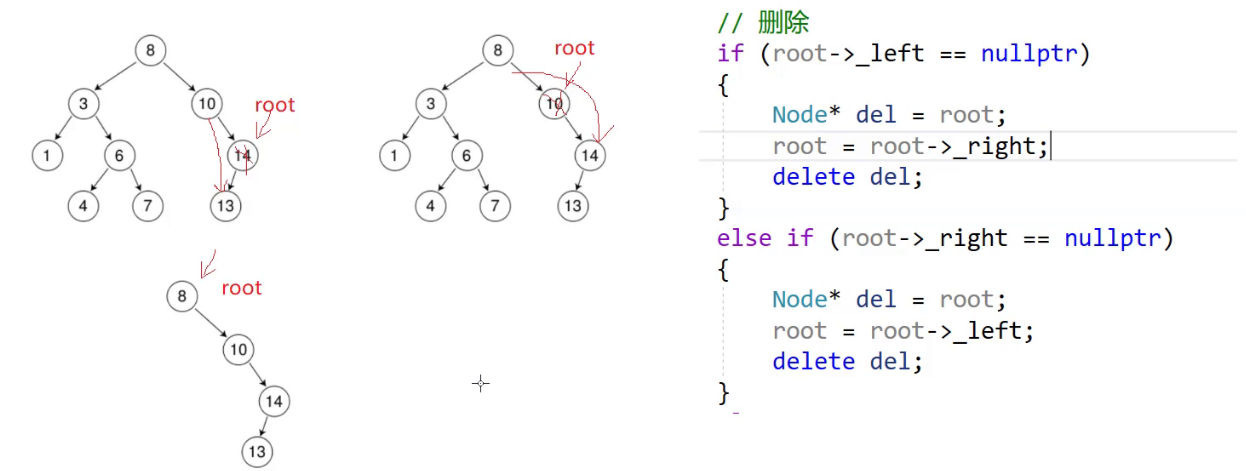 8
3
10
root
1
6
14
4
7
13
8
root
3
10
1
6
14
4
7
13
8
root
10
14
13
// 删除
if (root->_left == nullptr)
{
Node* del = root;
root = root->_right;
delete del;
}
else if (root->_right == nullptr)
{
Node* del = root;
root = root->_left;
delete del;
}